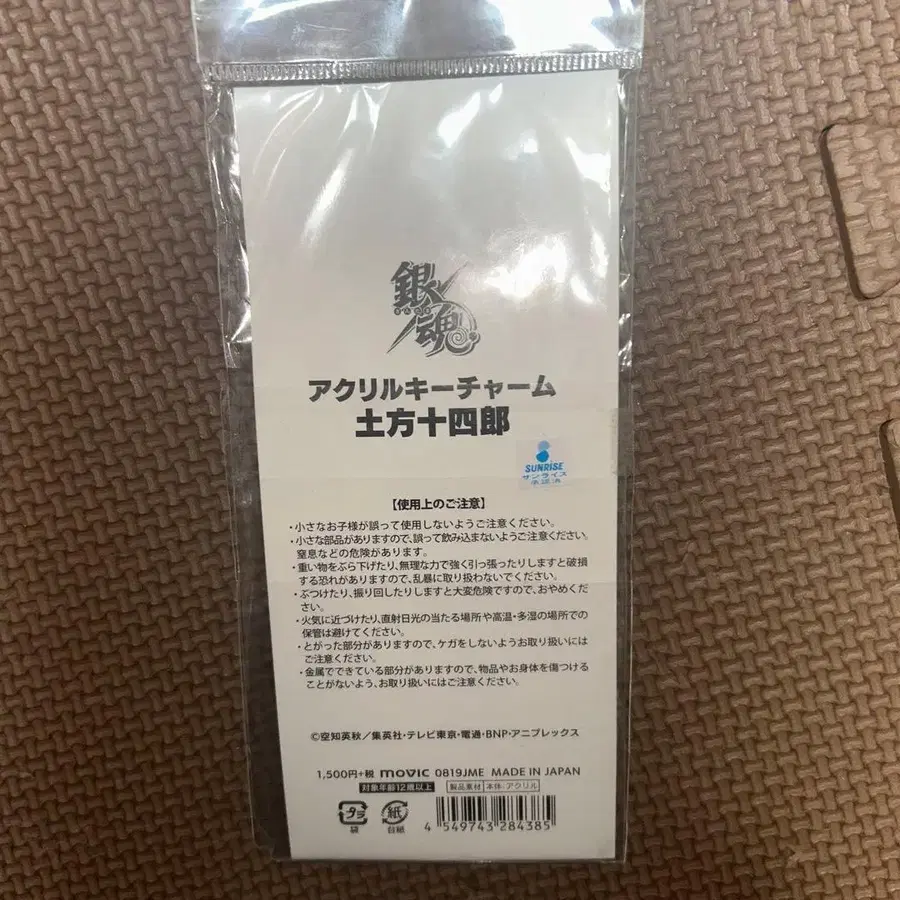 銀魂
アクリルキーチャーム
土方十四郎
SUNRISE
サンライズ
承認済
【使用上のご注意】
・小さなお子様が誤って使用しないようご注意ください。
・小さな部品がありますので、誤って飲み込まないようご注意ください。
窒息などの危険があります。
・重い物をぶら下げたり、無理な力で強く引っ張ったりしますと破損
する恐れがありますので、乱暴に取り扱わないでください。
・ぶつけたり、振り回したりしますと大変危険ですので、おやめくださ
い。
・火気に近づけたり、直射日光の当たる場所や高温・多湿の場所での
保管は避けてください。
・とがった部分がありますので、ケガをしないようお取り扱いには
ご注意ください。
・金属でできている部分がありますので、物品やお身体を傷つける
ことがないよう、お取り扱いにはご注意ください。
©空知英秋／集英社・テレビ東京・電通・BNP・アニプレックス
1,500円+税 movic 0819JME MADE IN JAPAN
対象年齢12歳以上 製品素材 本体:アクリル
プラ 紙
袋 台紙
4 549743 284385